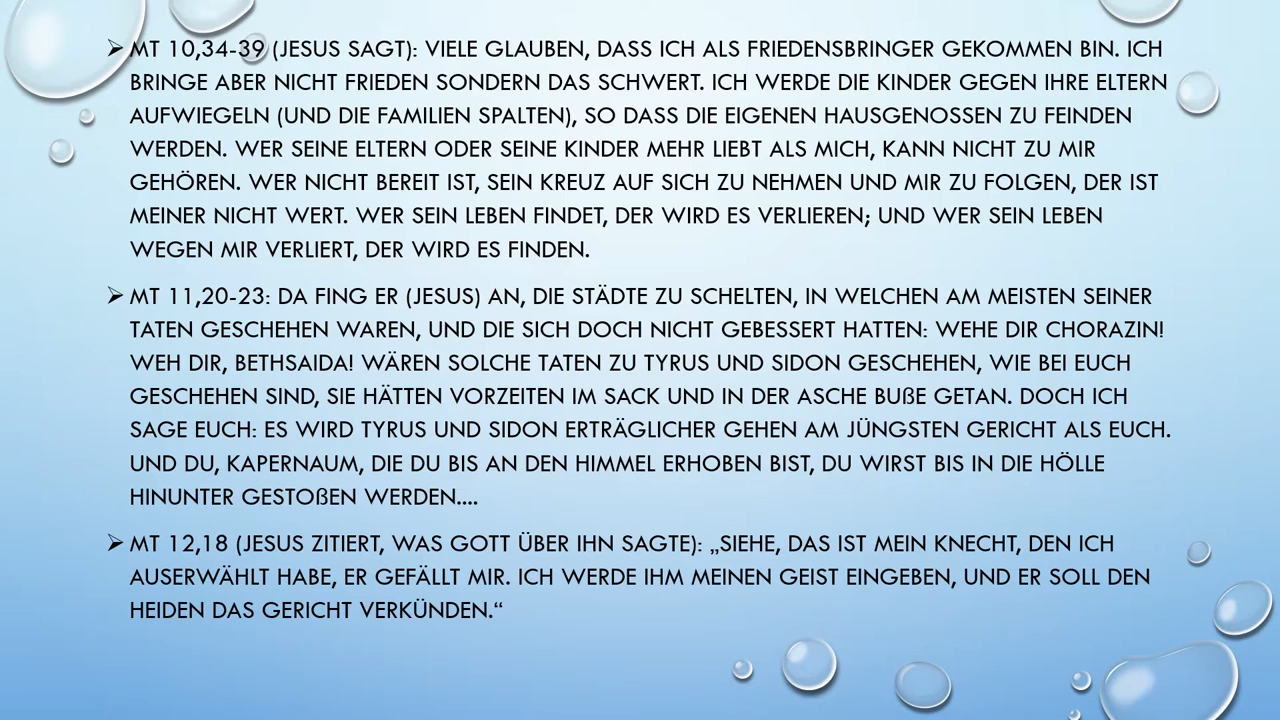 ➢ MT 10,34-39 (JESUS SAGT): VIELE GLAUBEN, DASS ICH ALS FRIEDENSBRINGER GEKOMMEN BIN. ICH
BRINGE ABER NICHT FRIEDEN SONDERN DAS SCHWERT. ICH WERDE DIE KINDER GEGEN IHRE ELTERN
AUFWIEGELN (UND DIE FAMILIEN SPALTEN), SO DASS DIE EIGENEN HAUSGENOSSEN ZU FEINDEN
WERDEN. WER SEINE ELTERN ODER SEINE KINDER MEHR LIEBT ALS MICH, KANN NICHT ZU MIR
GEHÖREN. WER NICHT BEREIT IST, SEIN KREUZ AUF SICH ZU NEHMEN UND MIR ZU FOLGEN, DER IST
MEINER NICHT WERT. WER SEIN LEBEN FINDET, DER WIRD ES VERLIEREN; UND WER SEIN LEBEN
WEGEN MIR VERLIERT, DER WIRD ES FINDEN.
➢ MT 11,20-23: DA FING ER (JESUS) AN, DIE STÄDTE ZU SCHELTEN, IN WELCHEN AM MEISTEN SEINER
TATEN GESCHEHEN WAREN, UND DIE SICH DOCH NICHT GEBESSERT HATTEN: WEHE DIR CHORAZIN!
WEH DIR, BETHSAIDA! WÄREN SOLCHE TATEN ZU TYRUS UND SIDON GESCHEHEN, WIE BEI EUCH
GESCHEHEN SIND, SIE HÄTTEN VORZEITEN IM SACK UND IN DER ASCHE BUßE GETAN. DOCH ICH
SAGE EUCH: ES WIRD TYRUS UND SIDON ERTRÄGLICHER GEHEN AM JÜNGSTEN GERICHT ALS EUCH.
UND DU, KAPERNAUM, DIE DU BIS AN DEN HIMMEL ERHOBEN BIST, DU WIRST BIS IN DIE HÖLLE
HINUNTER GESTOßEN WERDEN....
➢ MT 12,18 (JESUS ZITIERT, WAS GOTT ÜBER IHN SAGTE): „SIEHE, DAS IST MEIN KNECHT, DEN ICH
AUSERWÄHLT HABE, ER GEFÄLLT MIR. ICH WERDE IHM MEINEN GEIST EINGEBEN, UND ER SOLL DEN
HEIDEN DAS GERICHT VERKÜNDEN.“